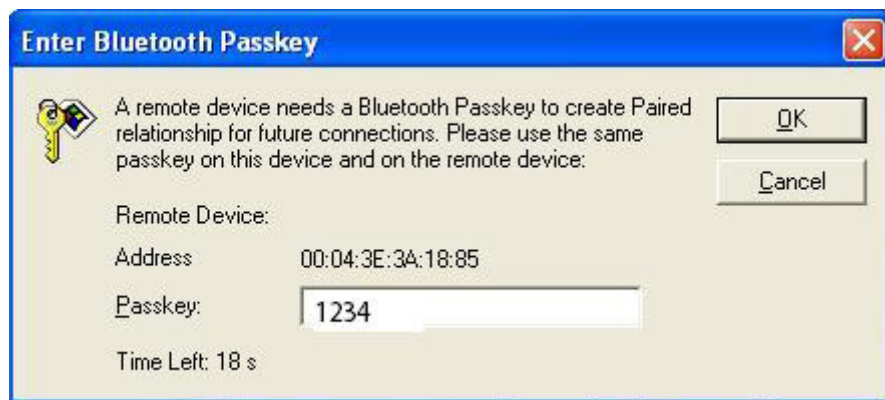 Enter Bluetooth Passkey
A remote device needs a Bluetooth Passkey to create Paired
relationship for future connections. Please use the same
passkey on this device and on the remote device:
OK
Cancel
Remote Device:
Address 00:04:3E:3A:18:85
Passkey: 1234
Time Left: 18 s